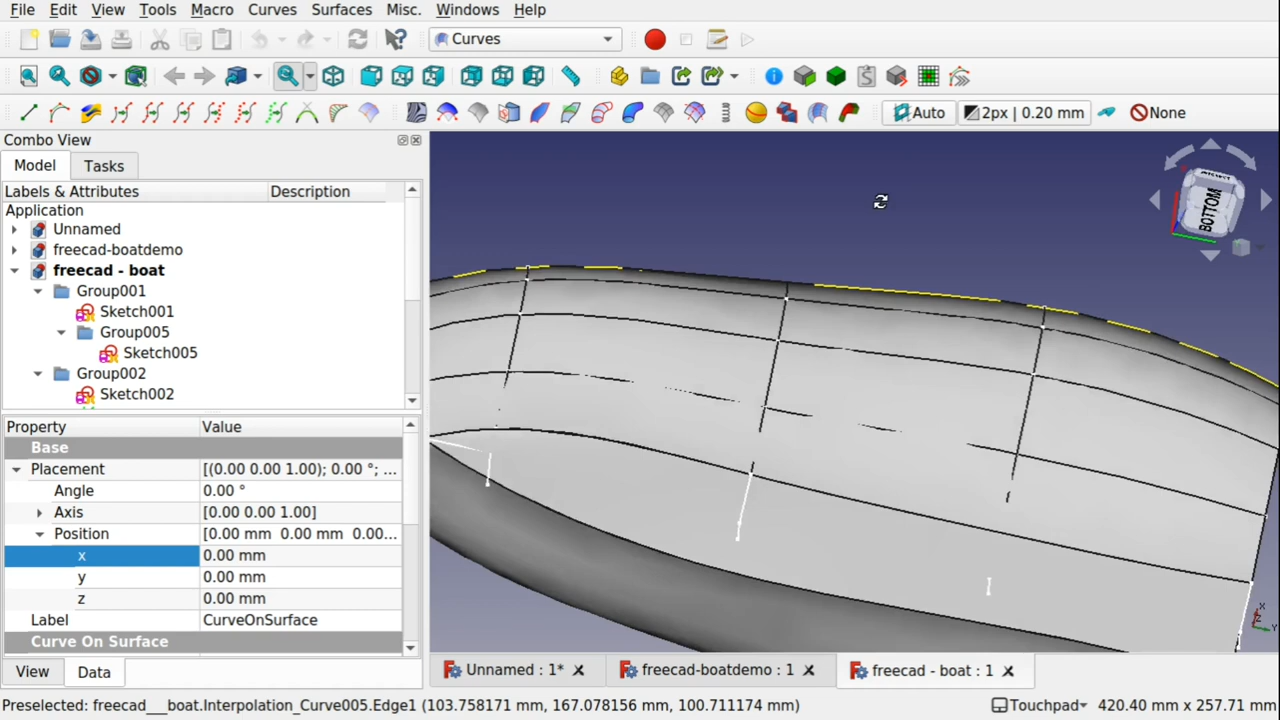 File Edit View Tools Macro Curves Surfaces Misc. Windows Help
Curves
Auto 2px | 0.20 mm None
Combo View
Model Tasks
Labels & Attributes Description
Application
Unnamed
freecad-boatdemo
freecad - boat
Group001
Sketch001
Group005
Sketch005
Group002
Sketch002
Property Value
Base
Placement [(0.00 0.00 1.00); 0.00 °; ...
Angle 0.00 °
Axis [0.00 0.00 1.00]
Position [0.00 mm 0.00 mm 0.00...
x 0.00 mm
y 0.00 mm
z 0.00 mm
Label CurveOnSurface
Curve On Surface
View Data
BOTTOM
X
Y
Unnamed : 1* freecad-boatdemo : 1 freecad - boat : 1
Preselected: freecad___boat.Interpolation_Curve005.Edge1 (103.758171 mm, 167.078156 mm, 100.711174 mm) Touchpad 420.40 mm x 257.71 mm